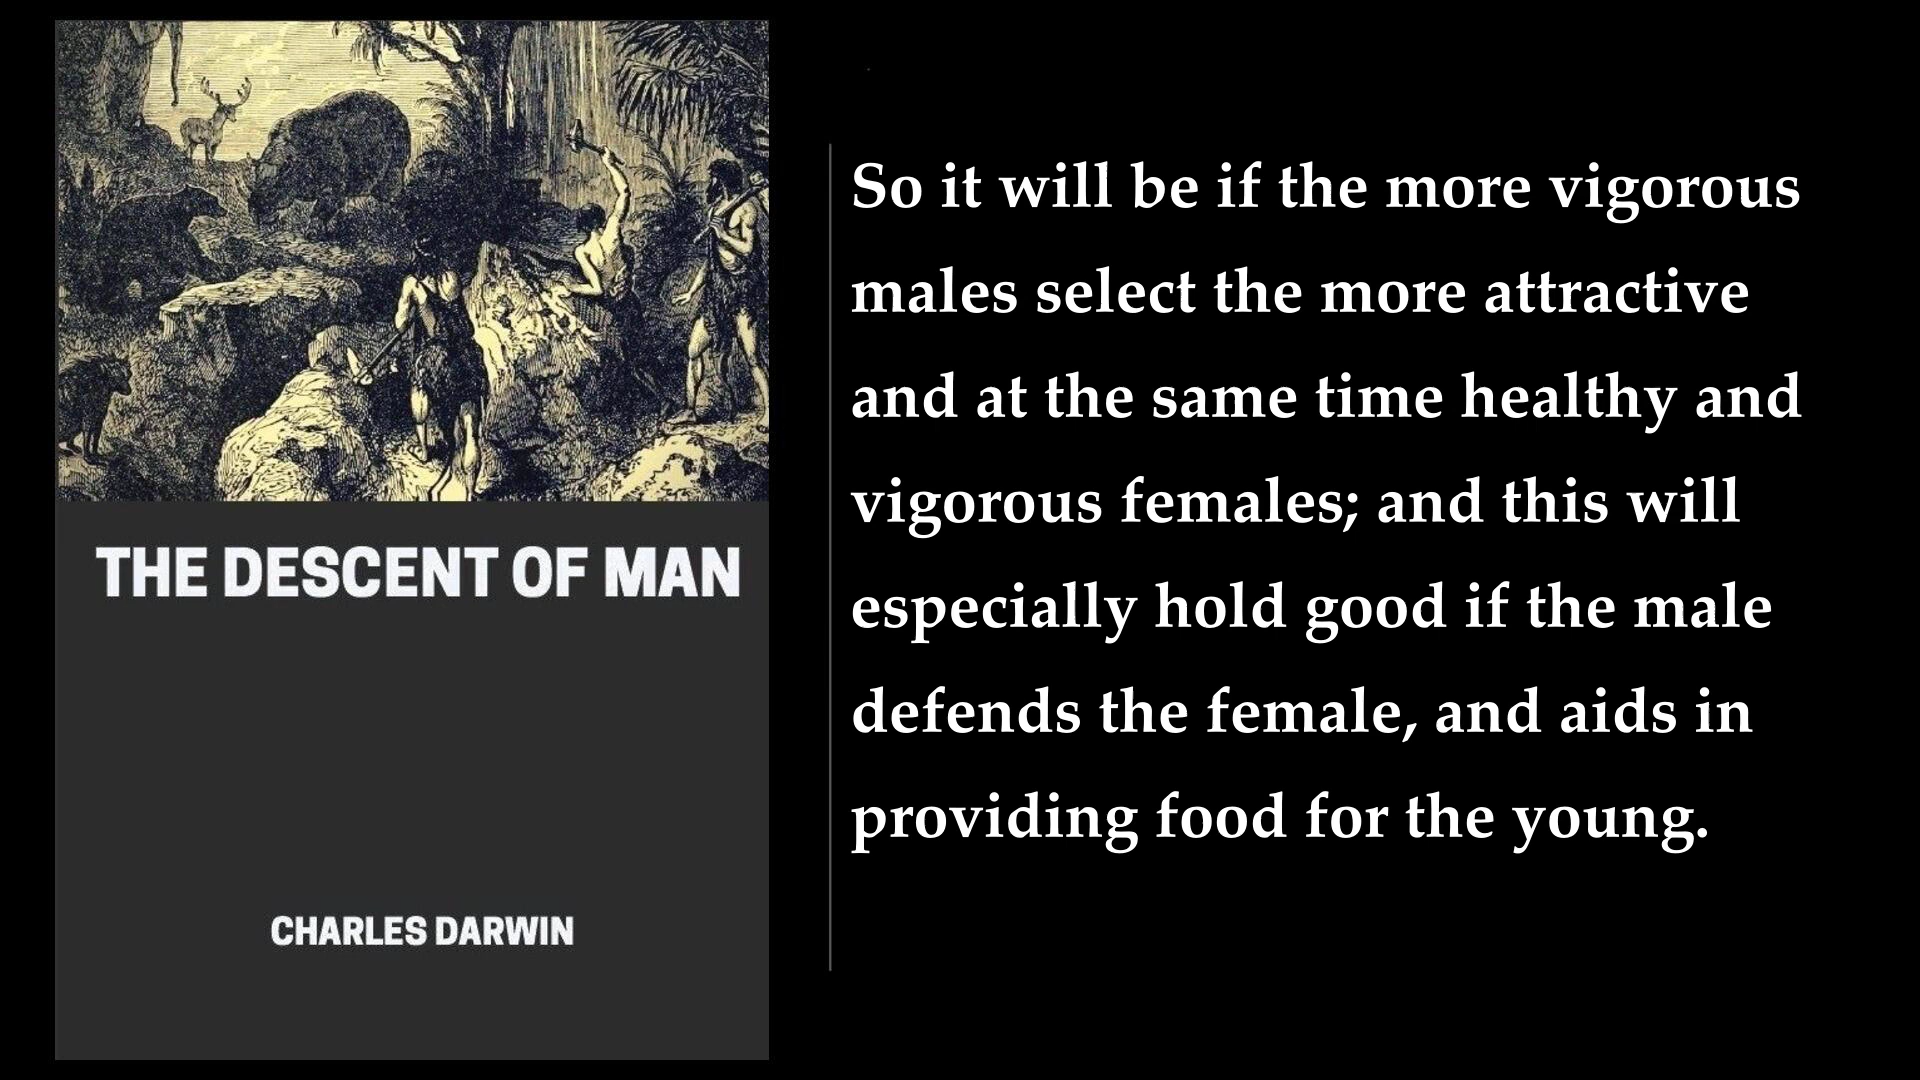 THE DESCENT OF MAN
CHARLES DARWIN
So it will be if the more vigorous
males select the more attractive
and at the same time healthy and
vigorous females; and this will
especially hold good if the male
defends the female, and aids in
providing food for the young.